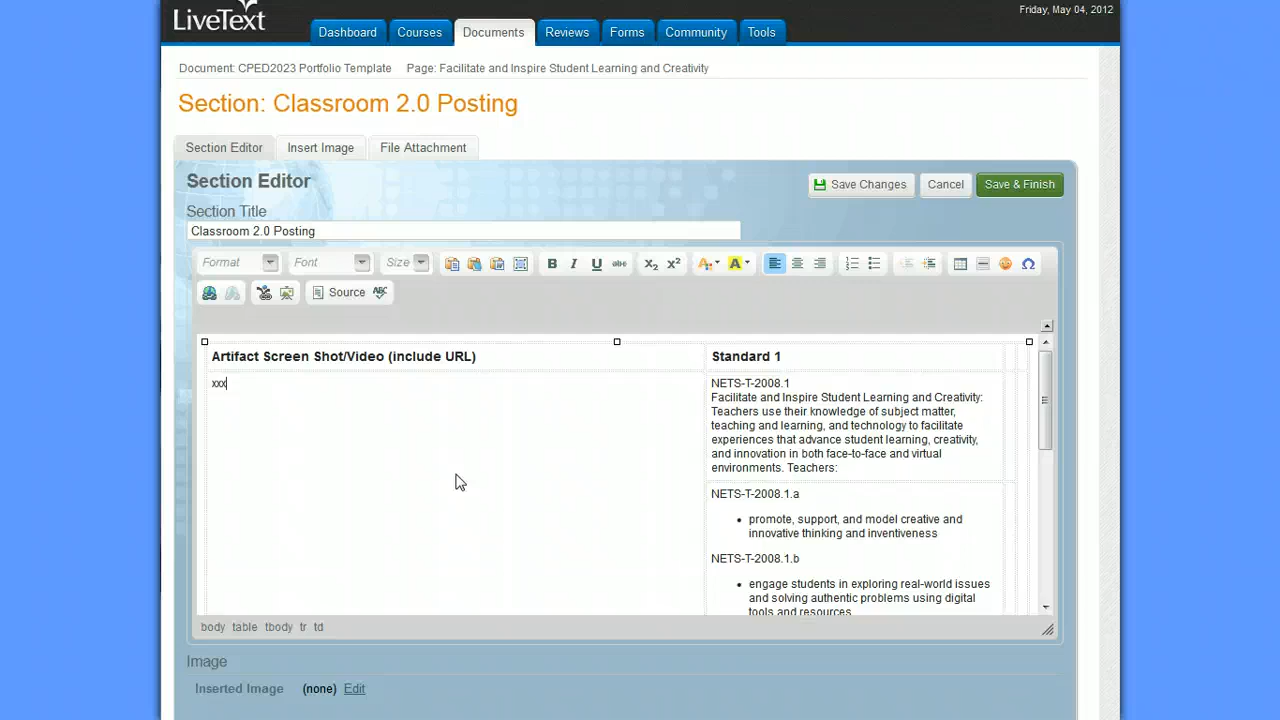 LiveText
Friday, May 04, 2012
Dashboard Courses Documents Reviews Forms Community Tools
Document: CPED2023 Portfolio Template Page: Facilitate and Inspire Student Learning and Creativity
Section: Classroom 2.0 Posting
Section Editor Insert Image File Attachment
Section Editor
Save Changes Cancel Save & Finish
Section Title
Classroom 2.0 Posting
Format Font Size B I U abc X₂ X² A A Ω
Source ABC
Artifact Screen Shot/Video (include URL)
xxx
Standard 1
NETS-T-2008.1
Facilitate and Inspire Student Learning and Creativity:
Teachers use their knowledge of subject matter,
teaching and learning, and technology to facilitate
experiences that advance student learning, creativity,
and innovation in both face-to-face and virtual
environments. Teachers:
NETS-T-2008.1.a
promote, support, and model creative and
innovative thinking and inventiveness
NETS-T-2008.1.b
engage students in exploring real-world issues
and solving authentic problems using digital
tools and resources
body table tbody tr td
Image
Inserted Image (none) Edit